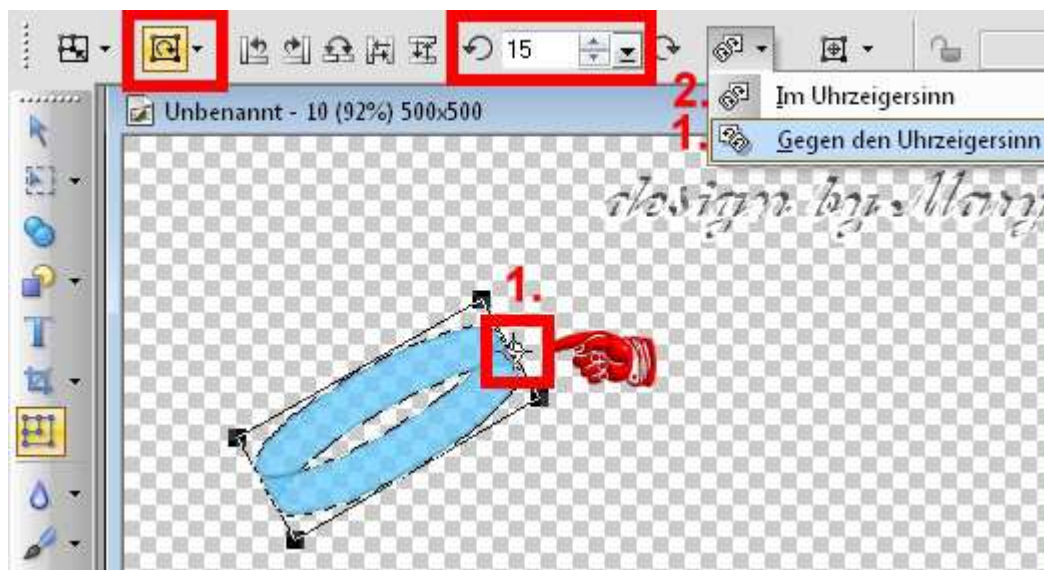 15
2. Im Uhrzeigersinn
1. Gegen den Uhrzeigersinn
Unbenannt - 10 (92%) 500x500
design by Mary
1.
T